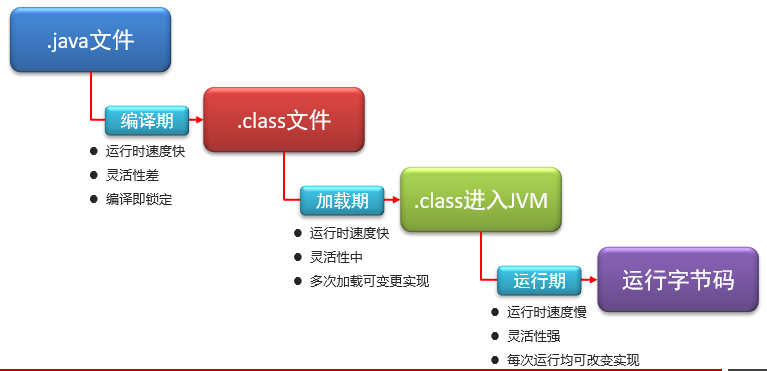 .java文件
编译期
● 运行时速度快
● 灵活性差
● 编译即锁定
.class文件
加载期
● 运行时速度快
● 灵活性中
● 多次加载可变更实现
.class进入JVM
运行期
● 运行时速度慢
● 灵活性强
● 每次运行均可改变实现
运行字节码